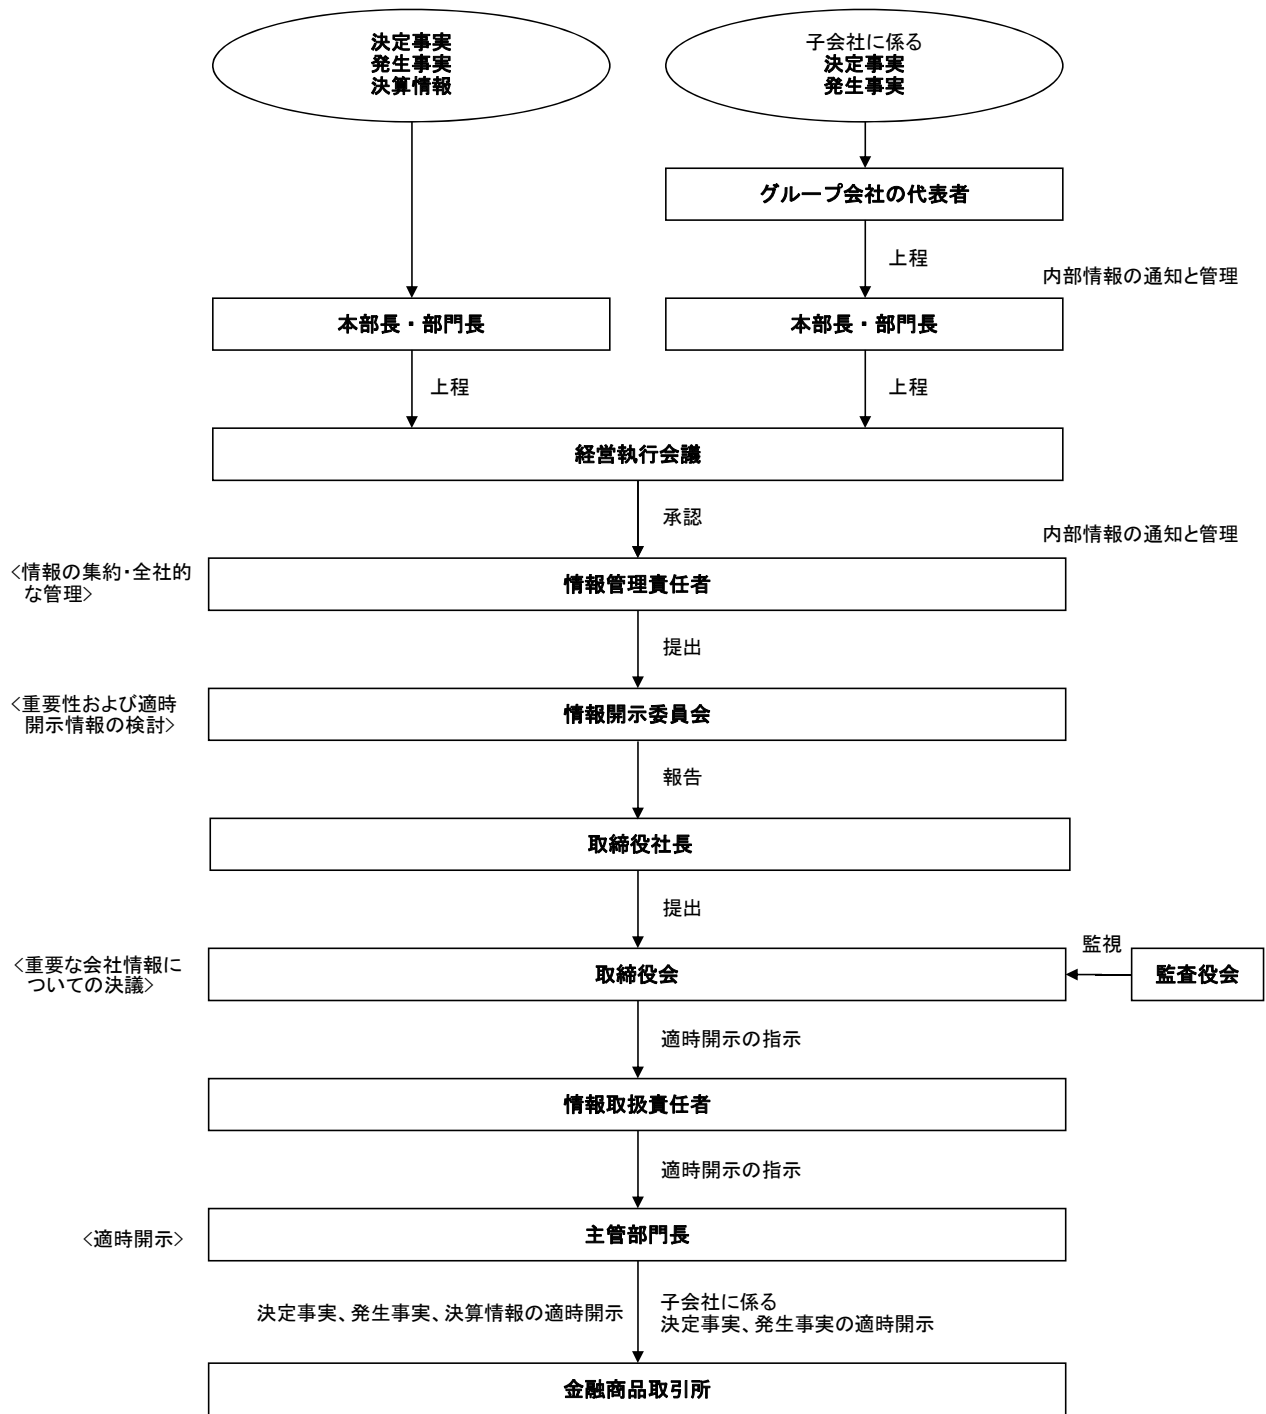 決定事実
発生事実
決算情報
子会社に係る
決定事実
発生事実
グループ会社の代表者
上程
内部情報の通知と管理
本部長・部門長
本部長・部門長
上程
上程
経営執行会議
承認
内部情報の通知と管理
<情報の集約・全社的
な管理>
情報管理責任者
提出
<重要性および適時
開示情報の検討>
情報開示委員会
報告
取締役社長
提出
<重要な会社情報に
ついての決議>
取締役会
監視
監査役会
適時開示の指示
情報取扱責任者
適時開示の指示
<適時開示>
主管部門長
決定事実、発生事実、決算情報の適時開示
子会社に係る
決定事実、発生事実の適時開示
金融商品取引所